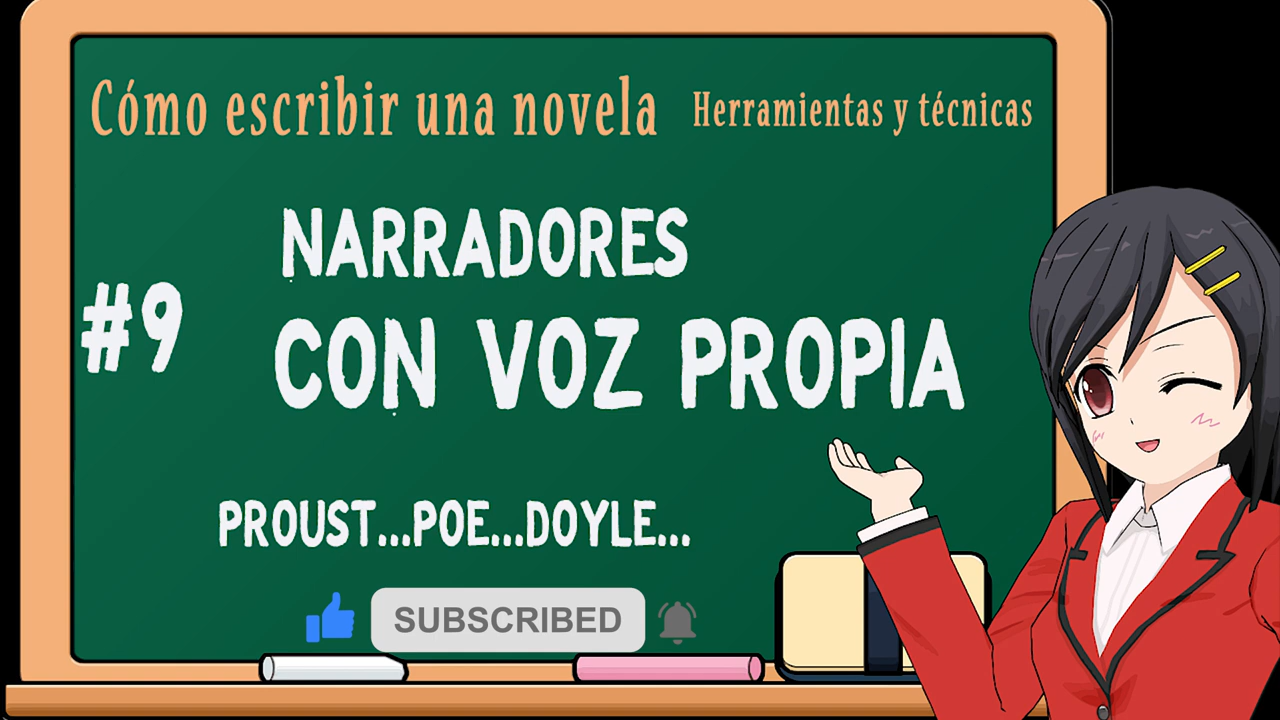 Cómo escribir una novela Herramientas y técnicas
NARRADORES
#9 CON VOZ PROPIA
PROUST...POE...DOYLE...
SUBSCRIBED